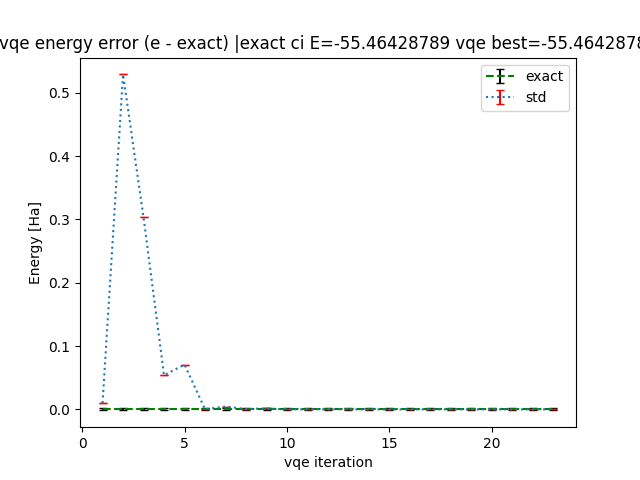 vqe energy error (e - exact) |exact ci E=-55.46428789 vqe best=-55.4642878
exact
std
Energy [Ha]
0.5
0.4
0.3
0.2
0.1
0.0
0 5 10 15 20
vqe iteration